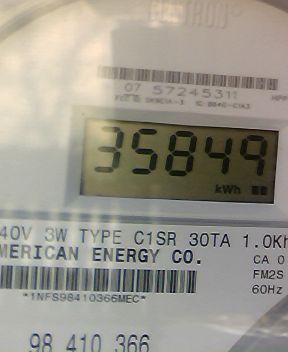 CENTRON®
07 57245311
35849
kWh
40V 3W TYPE C1SR 30TA 1.0Kh
MERICAN ENERGY CO.
CA 0
FM2S
*1NFS98410366MEC*
60Hz
98 410 366